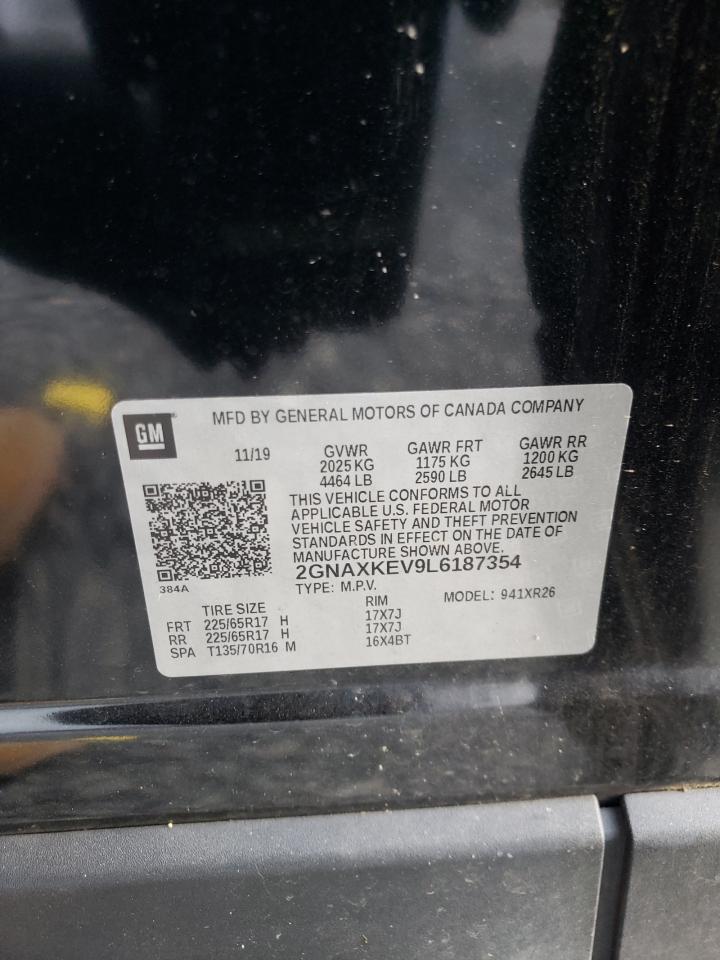 GM
MFD BY GENERAL MOTORS OF CANADA COMPANY
11/19 GVWR GAWR FRT GAWR RR
2025 KG 1175 KG 1200 KG
4464 LB 2590 LB 2645 LB
THIS VEHICLE CONFORMS TO ALL
APPLICABLE U.S. FEDERAL MOTOR
VEHICLE SAFETY AND THEFT PREVENTION
STANDARDS IN EFFECT ON THE DATE OF
MANUFACTURE SHOWN ABOVE.
2GNAXKEV9L6187354
384A TYPE: M.P.V. MODEL: 941XR26
TIRE SIZE RIM
FRT 225/65R17 H 17X7J
RR 225/65R17 H 17X7J
SPA T135/70R16 M 16X4BT